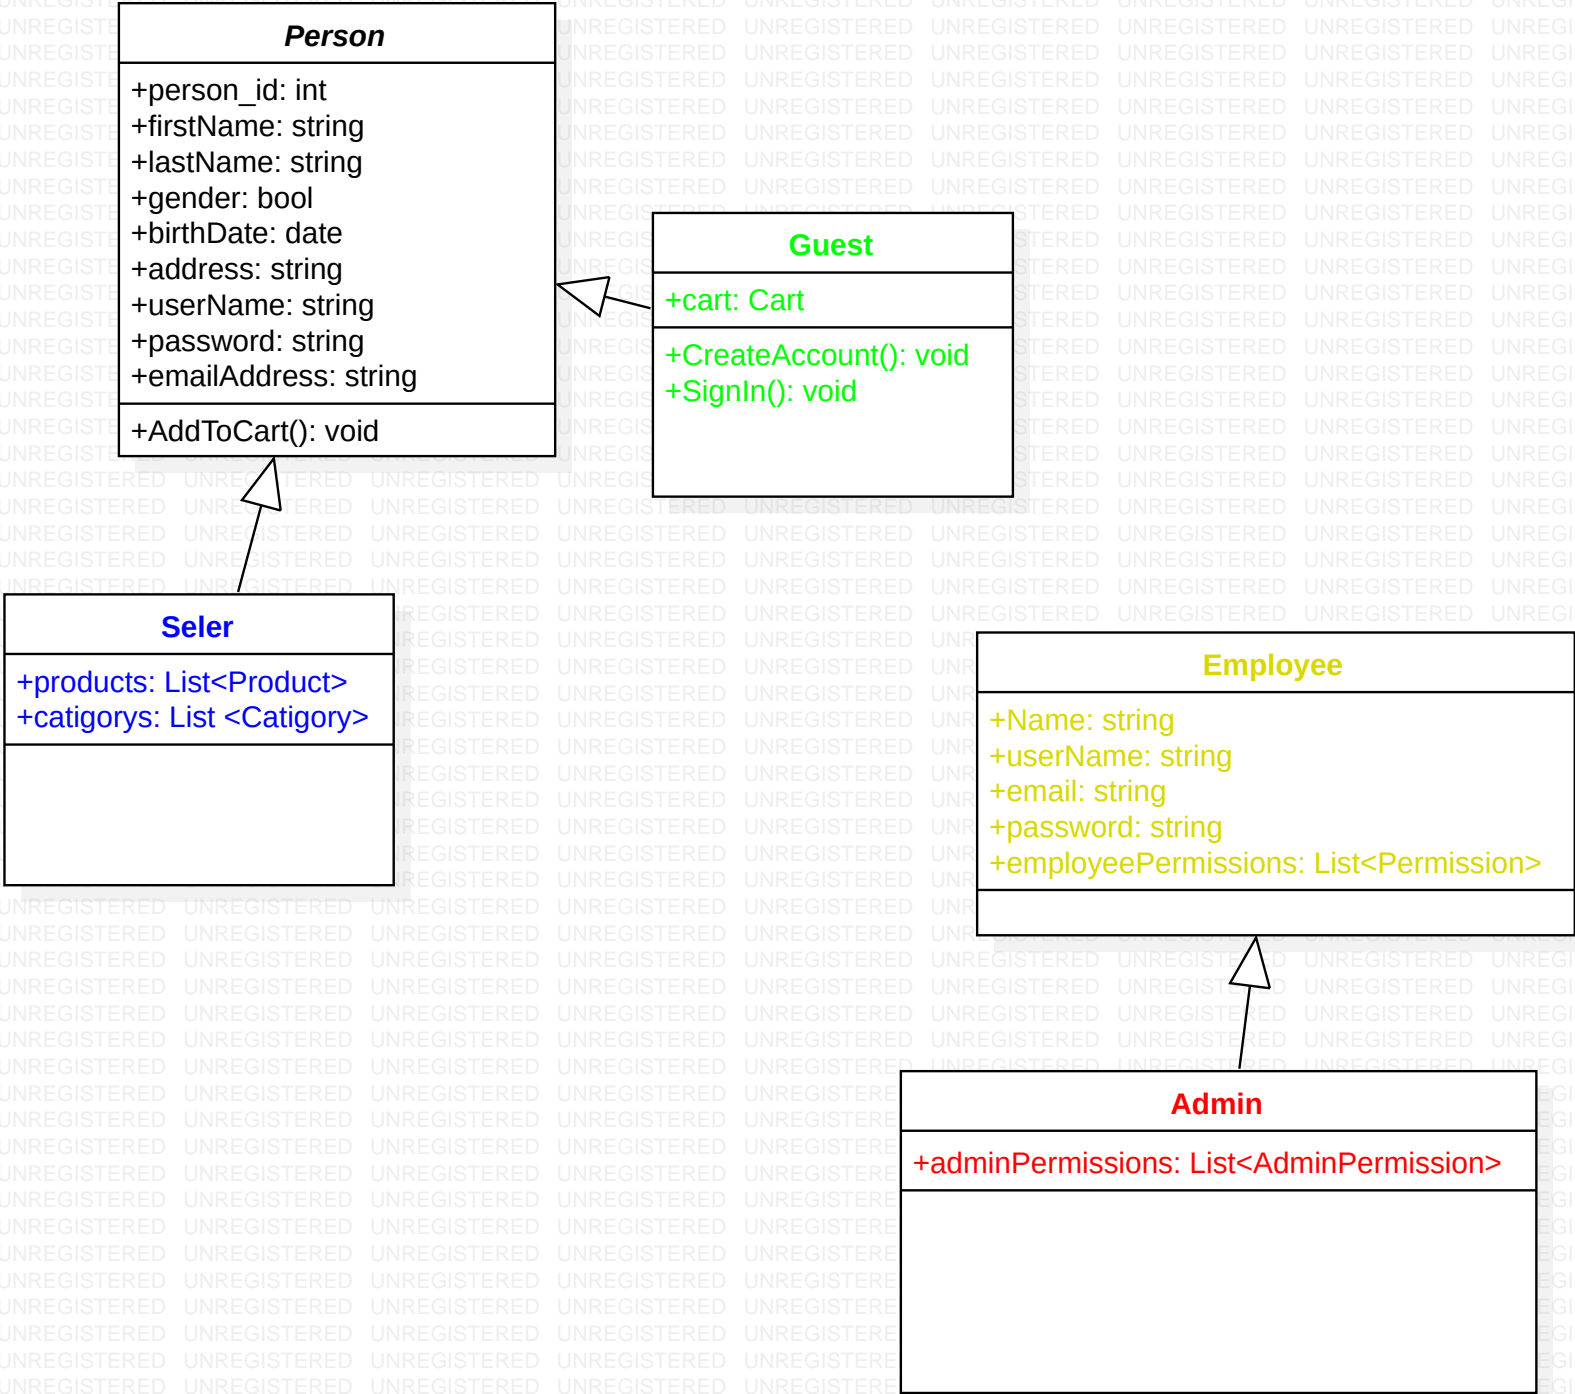 Person
+person_id: int
+firstName: string
+lastName: string
+gender: bool
+birthDate: date
+address: string
+userName: string
+password: string
+emailAddress: string
+AddToCart(): void
Guest
+cart: Cart
+CreateAccount(): void
+SignIn(): void
Seler
+products: List<Product>
+catigorys: List <Catigory>
Employee
+Name: string
+userName: string
+email: string
+password: string
+employeePermissions: List<Permission>
Admin
+adminPermissions: List<AdminPermission>
UNREGISTERED